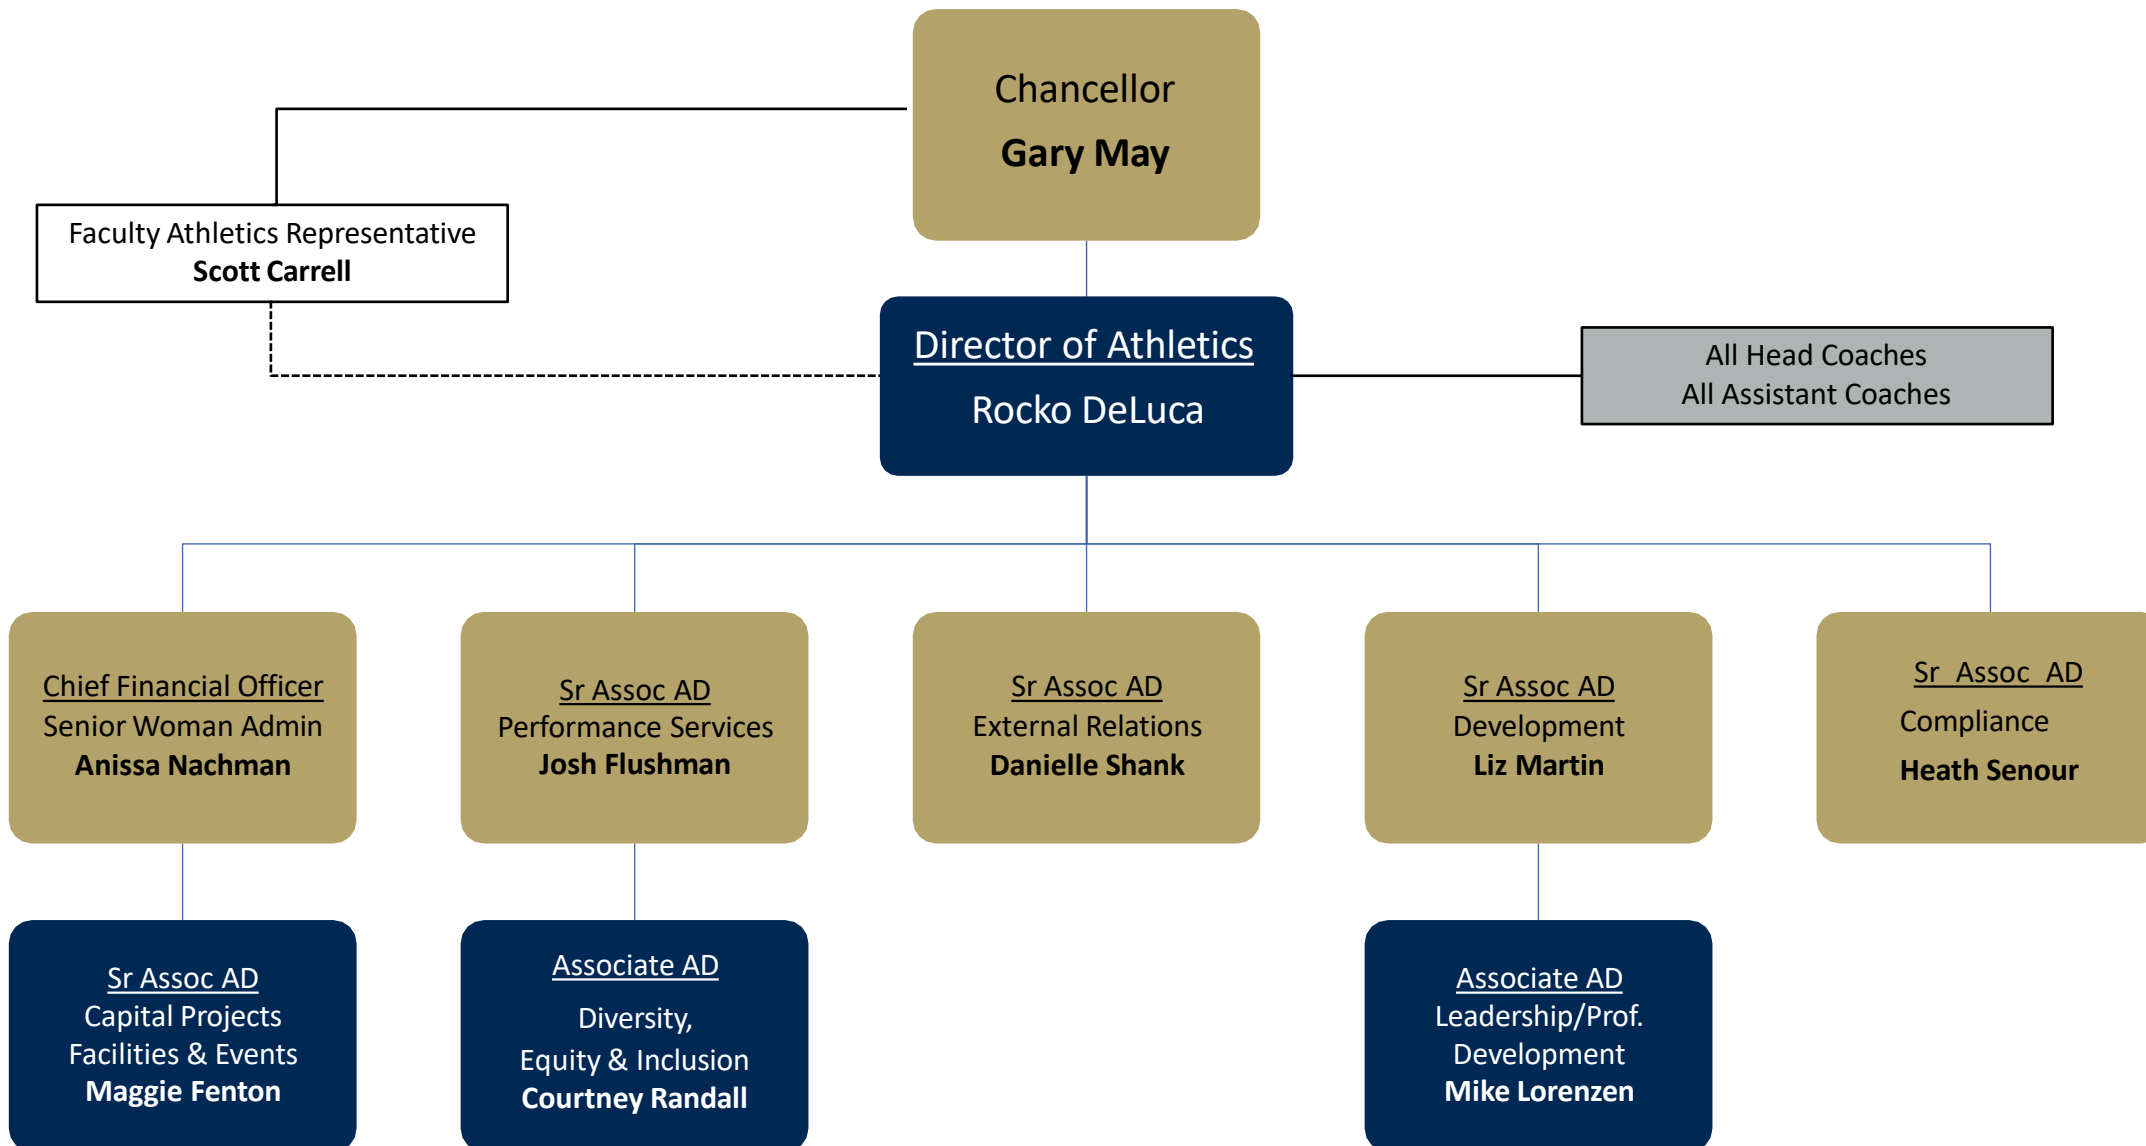 Chancellor
Gary May
Faculty Athletics Representative
Scott Carrell
Director of Athletics
Rocko DeLuca
All Head Coaches
All Assistant Coaches
Chief Financial Officer
Senior Woman Admin
Anissa Nachman
Sr Assoc AD
Performance Services
Josh Flushman
Sr Assoc AD
External Relations
Danielle Shank
Sr Assoc AD
Development
Liz Martin
Sr Assoc AD
Compliance
Heath Senour
Sr Assoc AD
Capital Projects
Facilities & Events
Maggie Fenton
Associate AD
Diversity,
Equity & Inclusion
Courtney Randall
Associate AD
Leadership/Prof.
Development
Mike Lorenzen